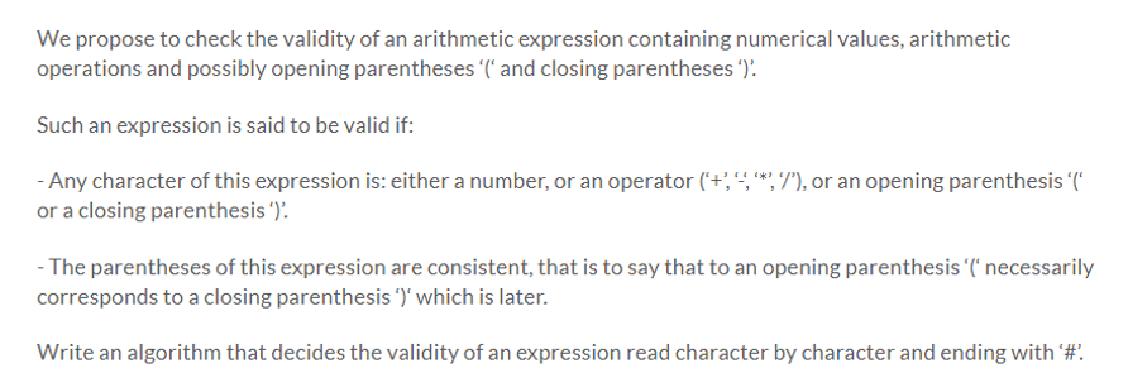 We propose to check the validity of an arithmetic expression containing numerical values, arithmetic
operations and possibly opening parentheses ‘(‘ and closing parentheses ‘)’.
Such an expression is said to be valid if:
- Any character of this expression is: either a number, or an operator (‘+’, ‘-’, ‘*’, ‘/’), or an opening parenthesis ‘(‘
or a closing parenthesis ‘)’.
- The parentheses of this expression are consistent, that is to say that to an opening parenthesis ‘(‘ necessarily
corresponds to a closing parenthesis ‘)‘ which is later.
Write an algorithm that decides the validity of an expression read character by character and ending with ‘#’.